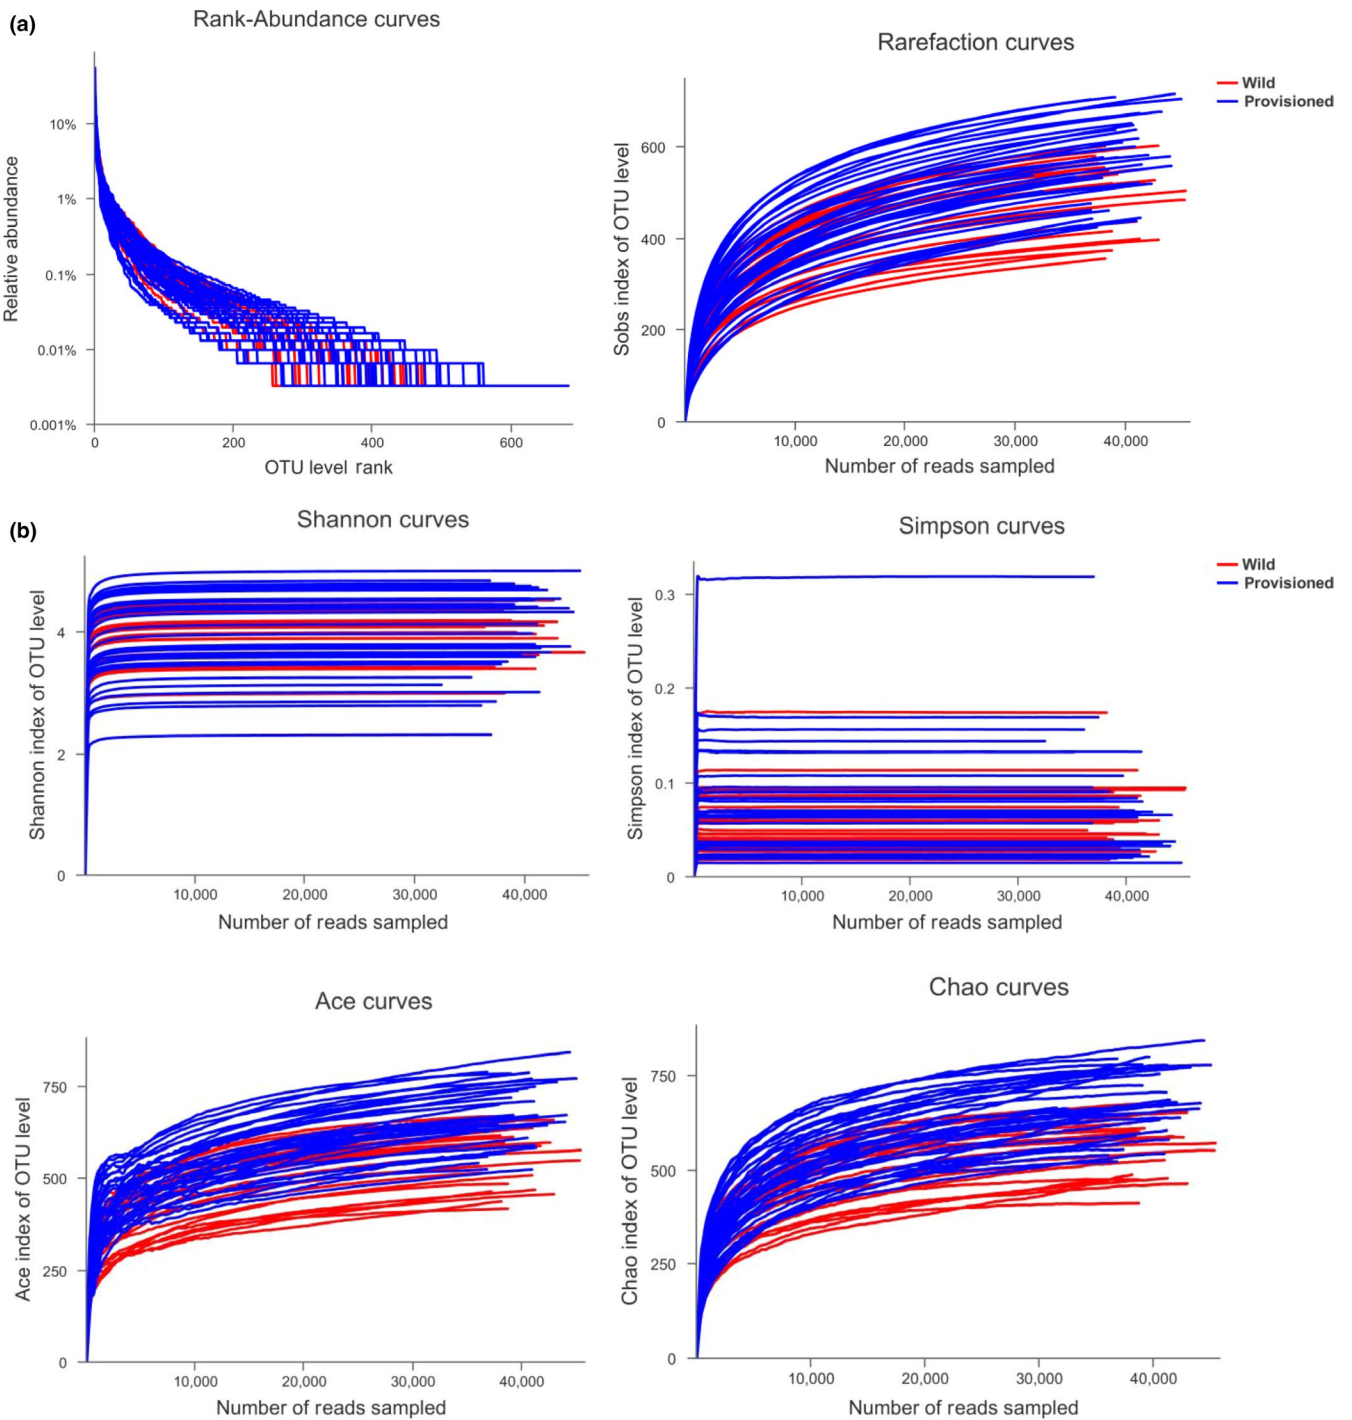 (a)
Rank-Abundance curves
Relative abundance
10%
1%
0.1%
0.01%
0.001%
0 200 400 600
OTU level rank
Rarefaction curves
Wild
Provisioned
Sobs index of OTU level
600
400
200
0
10,000 20,000 30,000 40,000
Number of reads sampled
(b)
Shannon curves
Shannon index of OTU level
4
2
0
10,000 20,000 30,000 40,000
Number of reads sampled
Simpson curves
Wild
Provisioned
Simpson index of OTU level
0.3
0.2
0.1
0
10,000 20,000 30,000 40,000
Number of reads sampled
Ace curves
Ace index of OTU level
750
500
250
0
10,000 20,000 30,000 40,000
Number of reads sampled
Chao curves
Chao index of OTU level
750
500
250
0
10,000 20,000 30,000 40,000
Number of reads sampled